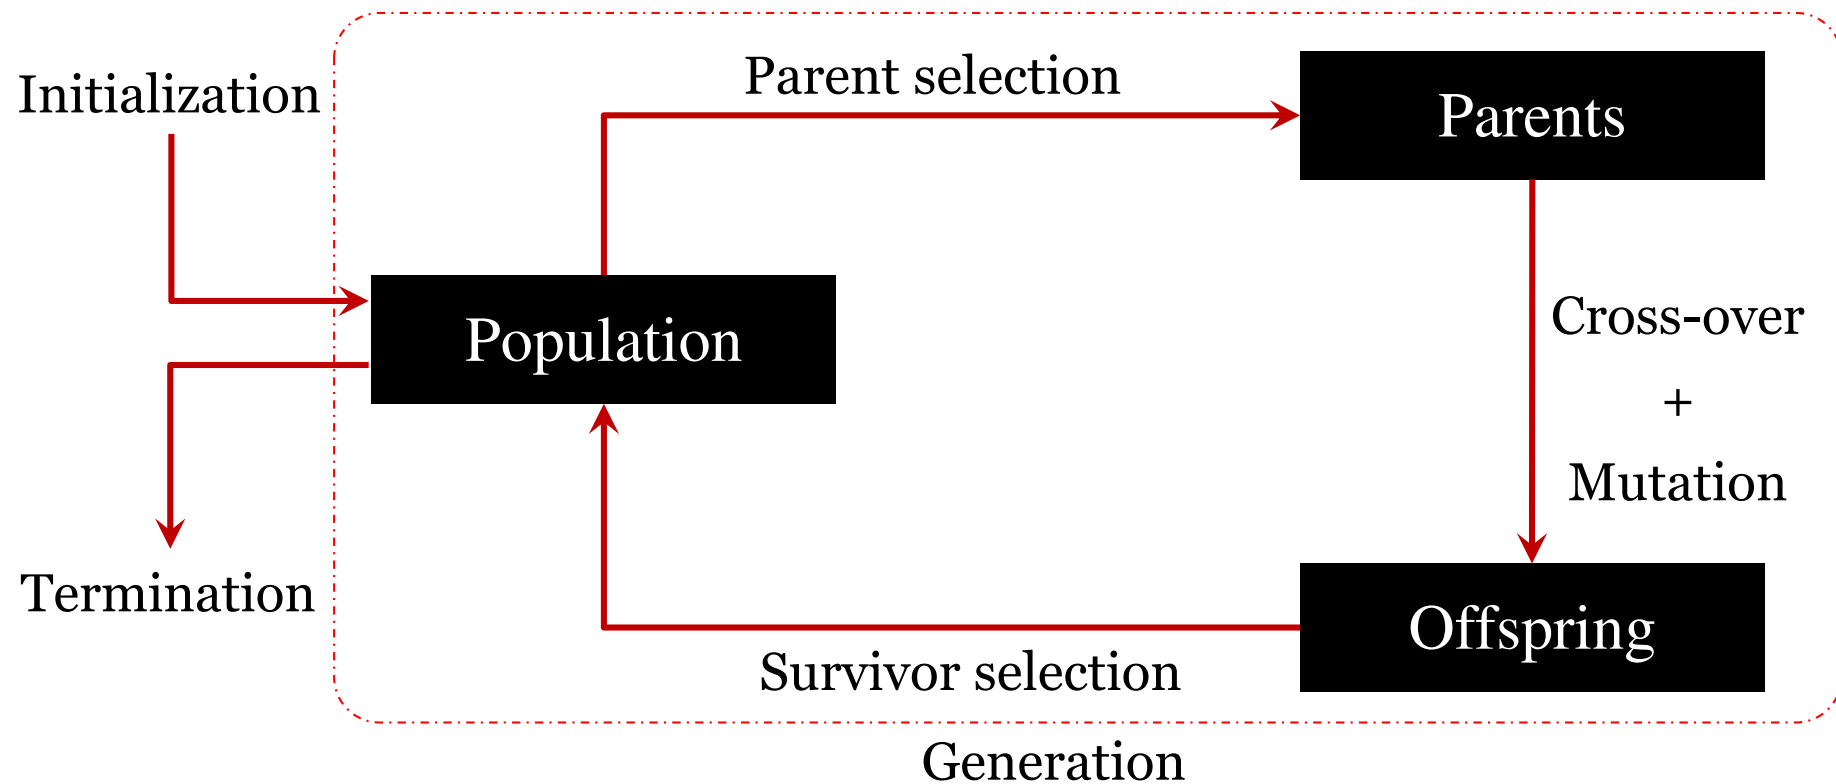 Initialization
Parent selection
Parents
Population
Cross-over
+
Mutation
Termination
Offspring
Survivor selection
Generation